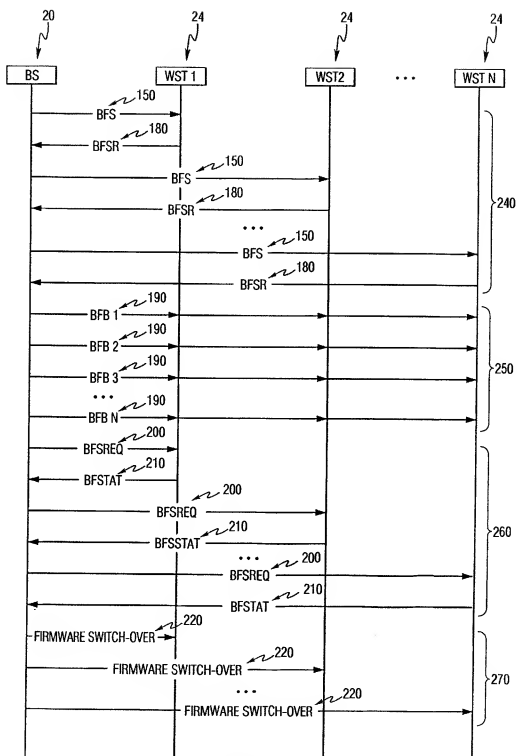 20 24 24 24
BS WST 1 WST2 ... WST N
150
BFS
180
BFSR
150
BFS
180
BFSR
240
...
150
BFS
180
BFSR
190
BFB 1
190
BFB 2
190
BFB 3
250
...
190
BFB N
200
BFSREQ
210
BFSTAT
200
BFSREQ
210
BFSSTAT
260
...
200
BFSREQ
210
BFSTAT
220
FIRMWARE SWITCH-OVER
220
FIRMWARE SWITCH-OVER
270
...
220
FIRMWARE SWITCH-OVER